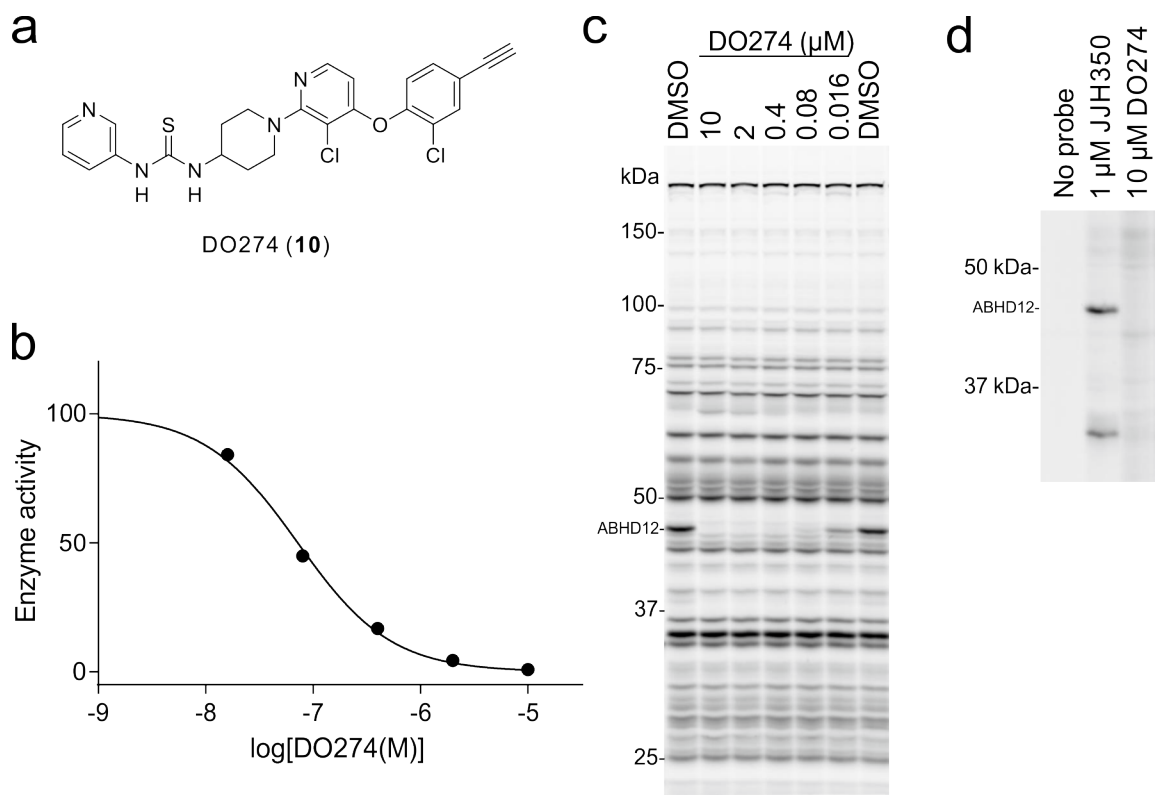 a
N
N
H
S
N
H
N
N
Cl
O
Cl
DO274 (10)
b
Enzyme activity
100
50
0
-9
-8
-7
-6
-5
log[DO274(M)]
c
DO274 (µM)
DMSO
10
2
0.4
0.08
0.016
DMSO
kDa
150-
100-
75-
50-
ABHD12-
37-
25-
d
No probe
1 µM JJH350
10 µM DO274
50 kDa-
ABHD12-
37 kDa-